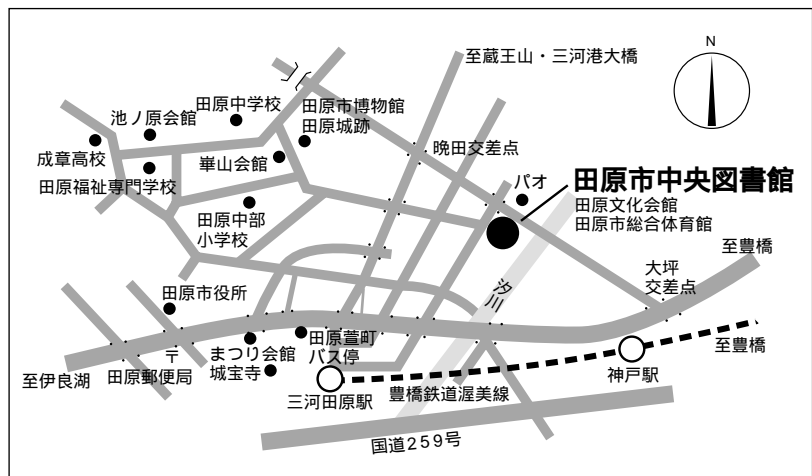 N
至蔵王山・三河港大橋
田原中学校
田原市博物館
田原城跡
池ノ原会館
成章高校
崋山会館
晩田交差点
田原福祉専門学校
パオ
田原市中央図書館
田原文化会館
田原市総合体育館
田原中部
小学校
汐川
大坪
交差点
至豊橋
田原市役所
田原萱町
バス停
〒
田原郵便局
まつり会館
城宝寺
至伊良湖
三河田原駅
豊橋鉄道渥美線
神戸駅
至豊橋
国道259号